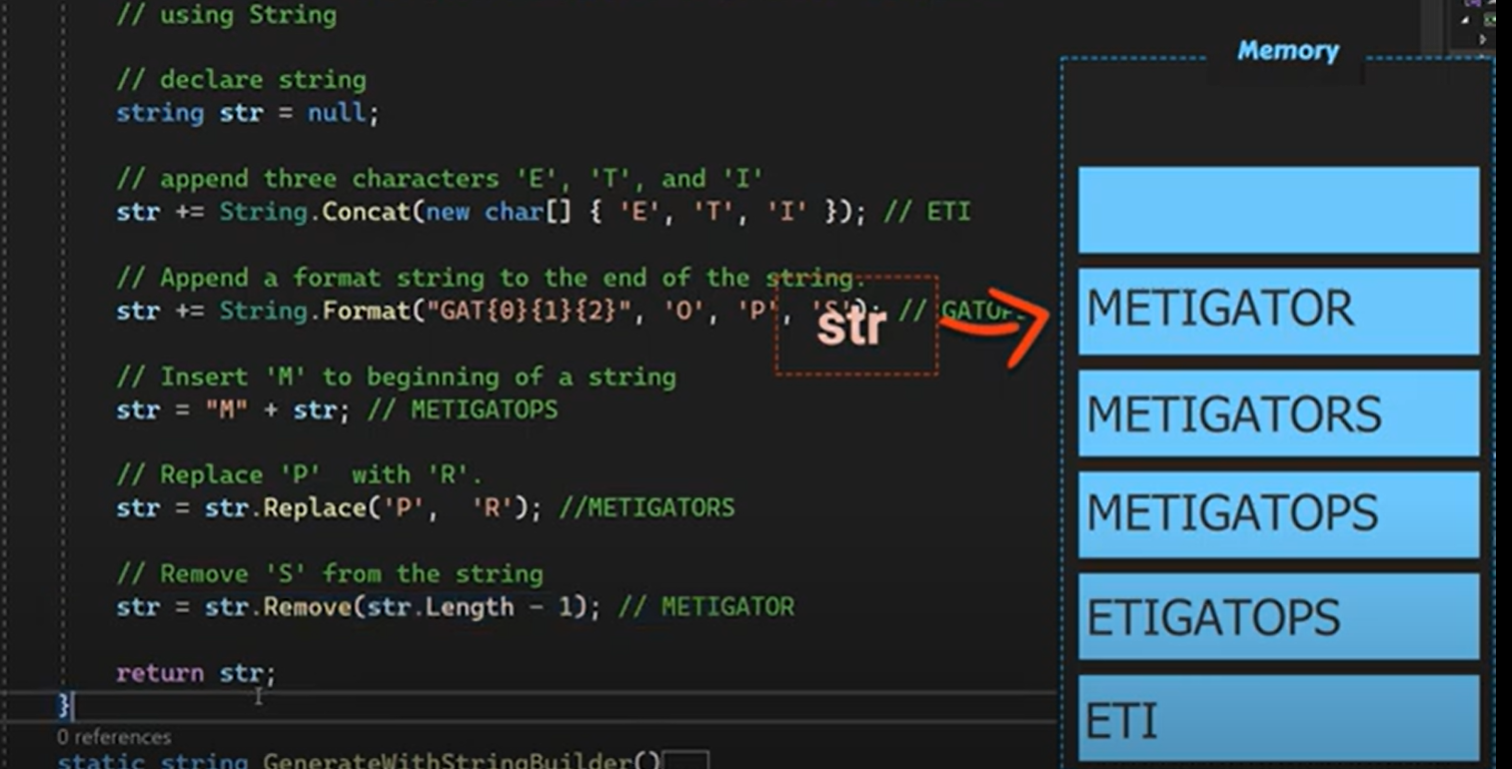 // using String
// declare string
string str = null;
// append three characters 'E', 'T', and 'I'
str += String.Concat(new char[] { 'E', 'T', 'I' }); // ETI
// Append a format string to the end of the string.
str += String.Format("GAT{0}{1}{2}", 'O', 'P', 'S'); // GATOPS
// Insert 'M' to beginning of a string
str = "M" + str; // METIGATOPS
// Replace 'P'  with 'R'.
str = str.Replace('P',  'R'); //METIGATORS
// Remove 'S' from the string
str = str.Remove(str.Length - 1); // METIGATOR
return str;
}
0 references
static string GenerateWithStringBuilder()
str
Memory
METIGATOR
METIGATORS
METIGATOPS
ETIGATOPS
ETI